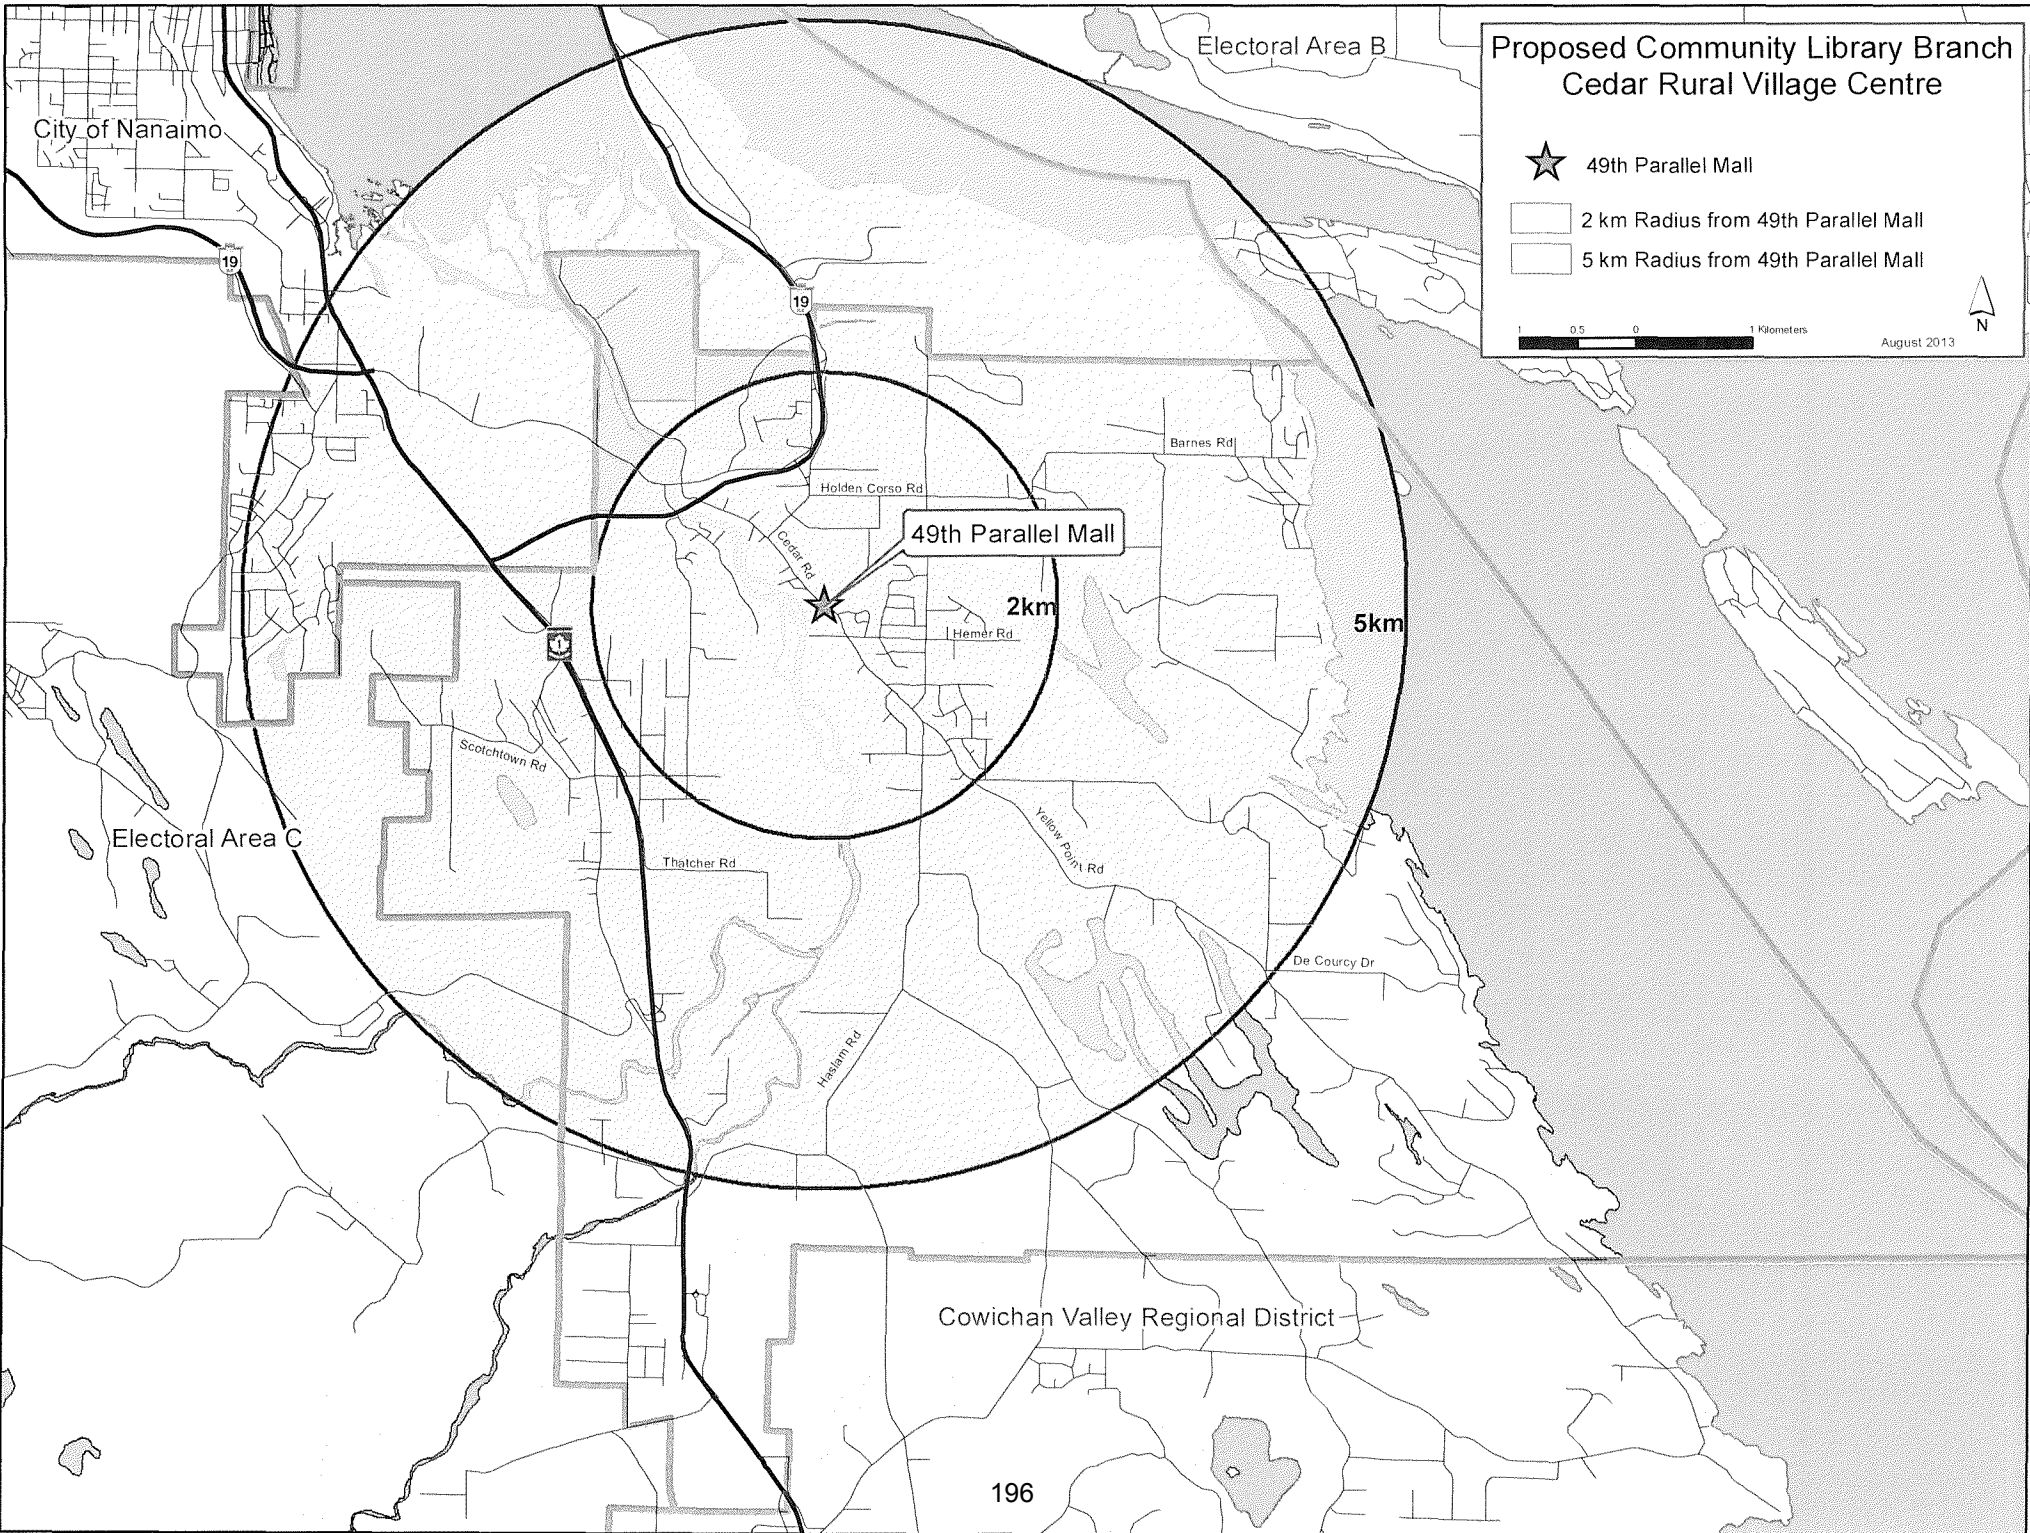 Electoral Area B
Proposed Community Library Branch
Cedar Rural Village Centre
49th Parallel Mall
2 km Radius from 49th Parallel Mall
5 km Radius from 49th Parallel Mall
1 0.5 0 1 Kilometers
N
August 2013
City of Nanaimo
19
19
Barnes Rd
Holden Corso Rd
49th Parallel Mall
Cedar Rd
2km
5km
Hemer Rd
1
Scotchtown Rd
Electoral Area C
Thatcher Rd
Yellow Point Rd
De Courcy Dr
Haslam Rd
Cowichan Valley Regional District
196